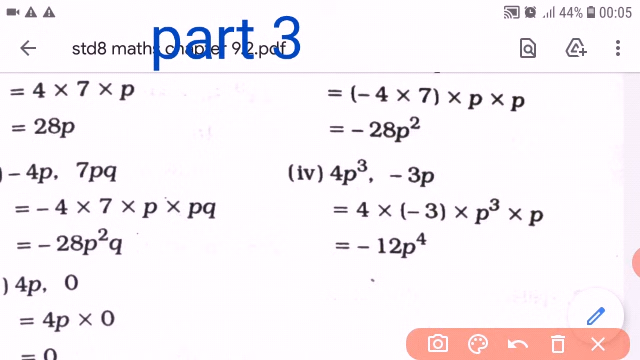 44% 00:05
part 3
std8 maths chapter 9.2.pdf
= 4 × 7 × p
= 28p
) – 4p, 7pq
= – 4 × 7 × p × pq
= – 28p²q
) 4p, 0
= 4p × 0
= 0
= (– 4 × 7) × p × p
= – 28p²
(iv) 4p³, – 3p
= 4 × (– 3) × p³ × p
= – 12p⁴